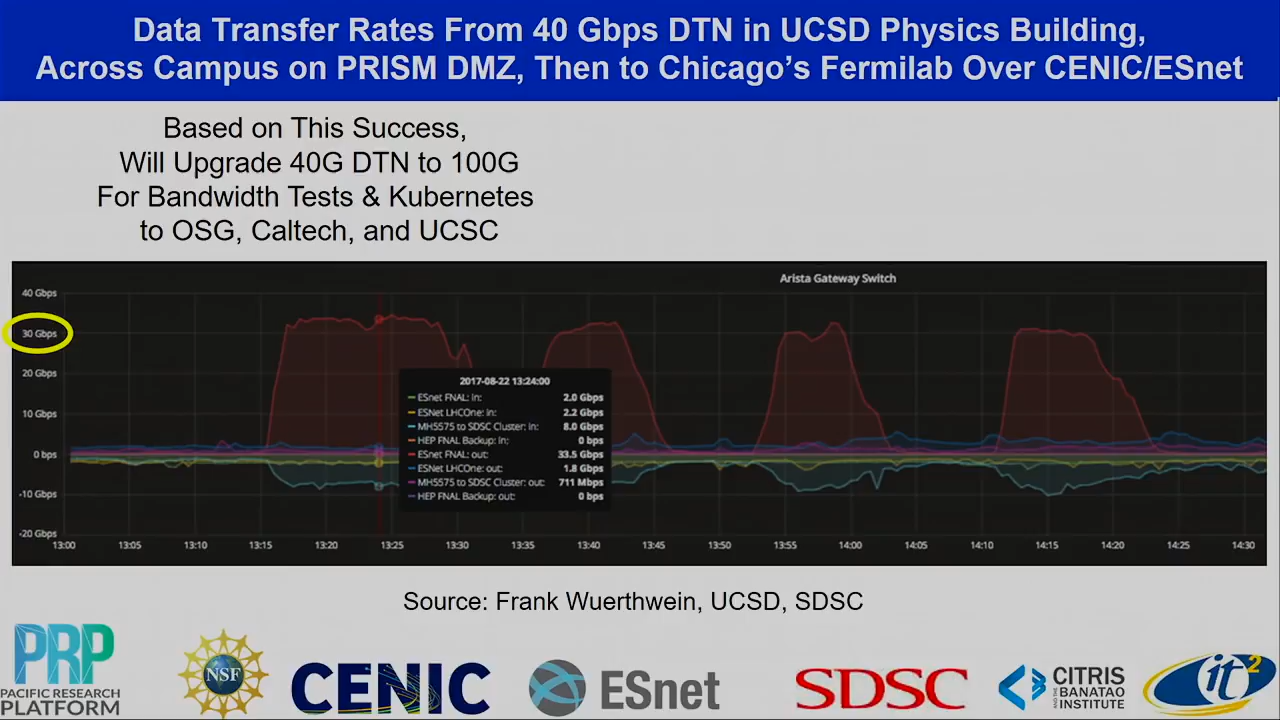 Data Transfer Rates From 40 Gbps DTN in UCSD Physics Building,
Across Campus on PRISM DMZ, Then to Chicago's Fermilab Over CENIC/ESnet
Based on This Success,
Will Upgrade 40G DTN to 100G
For Bandwidth Tests & Kubernetes
to OSG, Caltech, and UCSC
Arista Gateway Switch
40 Gbps
30 Gbps
20 Gbps
10 Gbps
0 bps
-10 Gbps
-20 Gbps
2017-08-22 13:24:00
ESnet FNAL: in: 2.0 Gbps
ESnet LHCOne: in: 2.2 Gbps
MH5575 to SDSC Cluster: in: 8.0 Gbps
HEP FNAL Backup: in: 0 bps
ESnet FNAL: out: 33.5 Gbps
ESnet LHCOne: out: 1.8 Gbps
MH5575 to SDSC Cluster: out: 711 Mbps
HEP FNAL Backup: out: 0 bps
13:00 13:05 13:10 13:15 13:20 13:25 13:30 13:35 13:40 13:45 13:50 13:55 14:00 14:05 14:10 14:15 14:20 14:25 14:30
Source: Frank Wuerthwein, UCSD, SDSC
PRP
PACIFIC RESEARCH
PLATFORM
NSF
CENIC
ESnet
SDSC
CITRIS
AND THE
BANATAO
INSTITUTE
it2